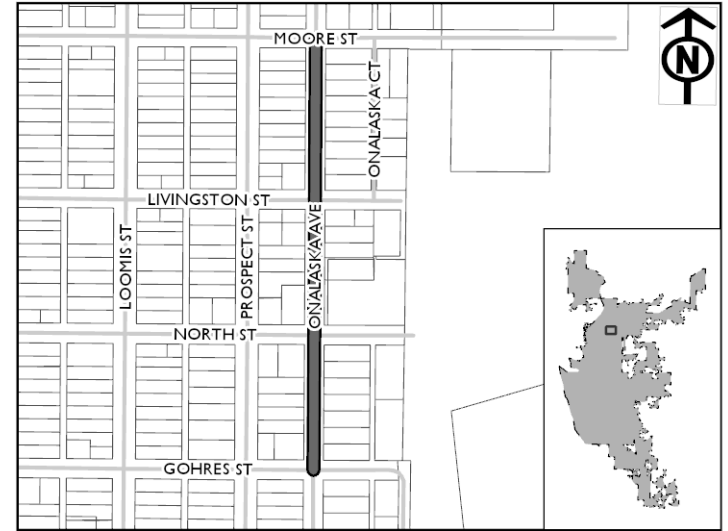 MOORE ST
N
ONALASKA CT
LIVINGSTON ST
LOOMIS ST
PROSPECT ST
ONALASKA AVE
NORTH ST
GOHRES ST